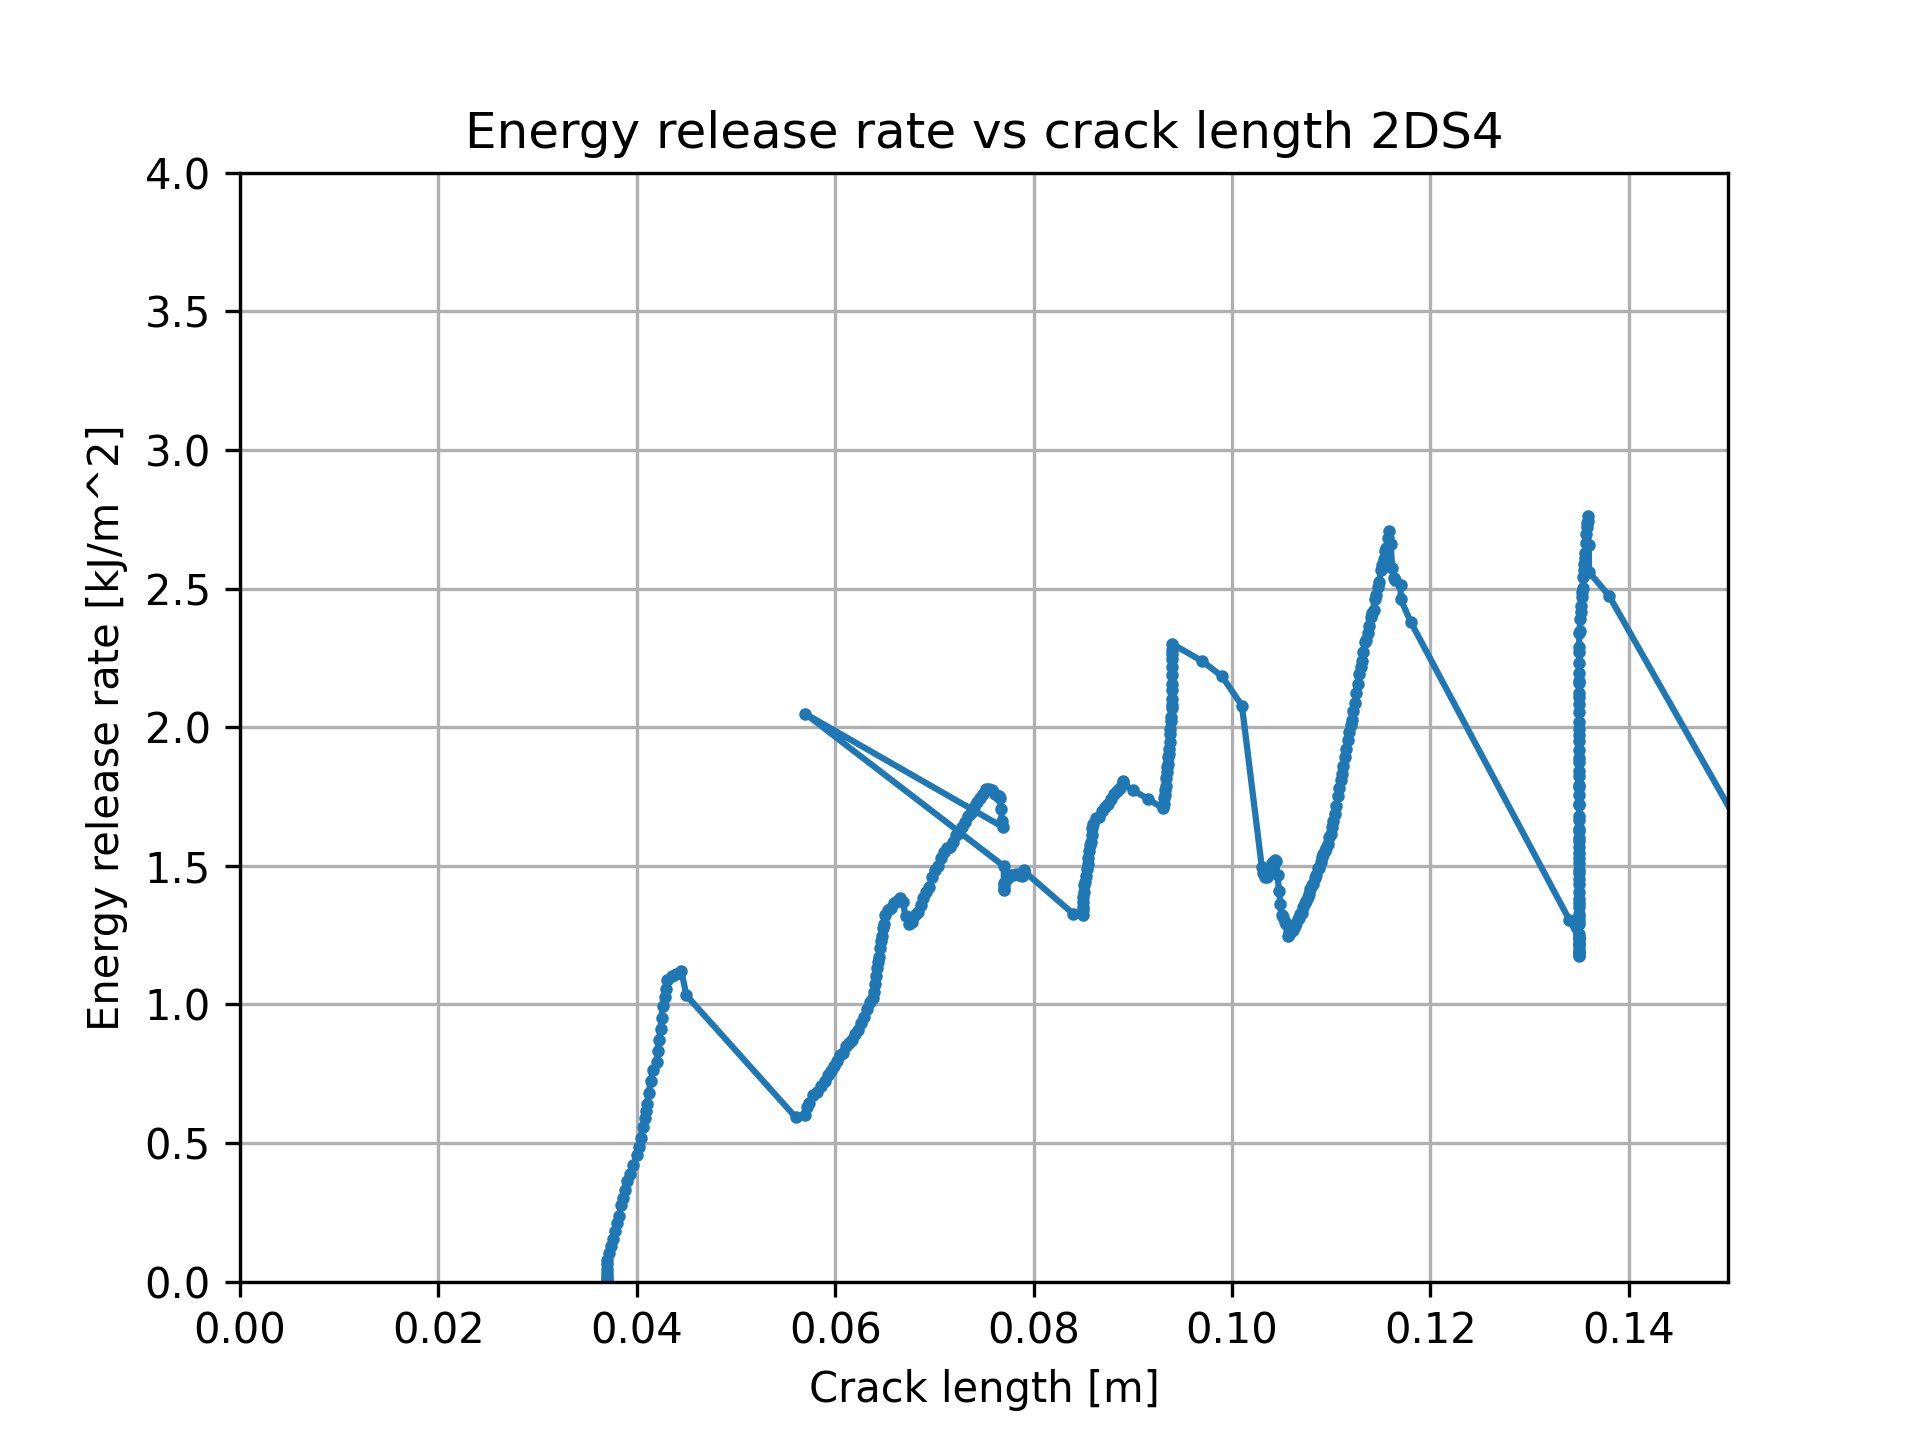 Energy release rate vs crack length 2DS4
4.0
3.5
3.0
2.5
2.0
1.5
1.0
0.5
0.0
Energy release rate [kJ/m^2]
0.00 0.02 0.04 0.06 0.08 0.10 0.12 0.14
Crack length [m]